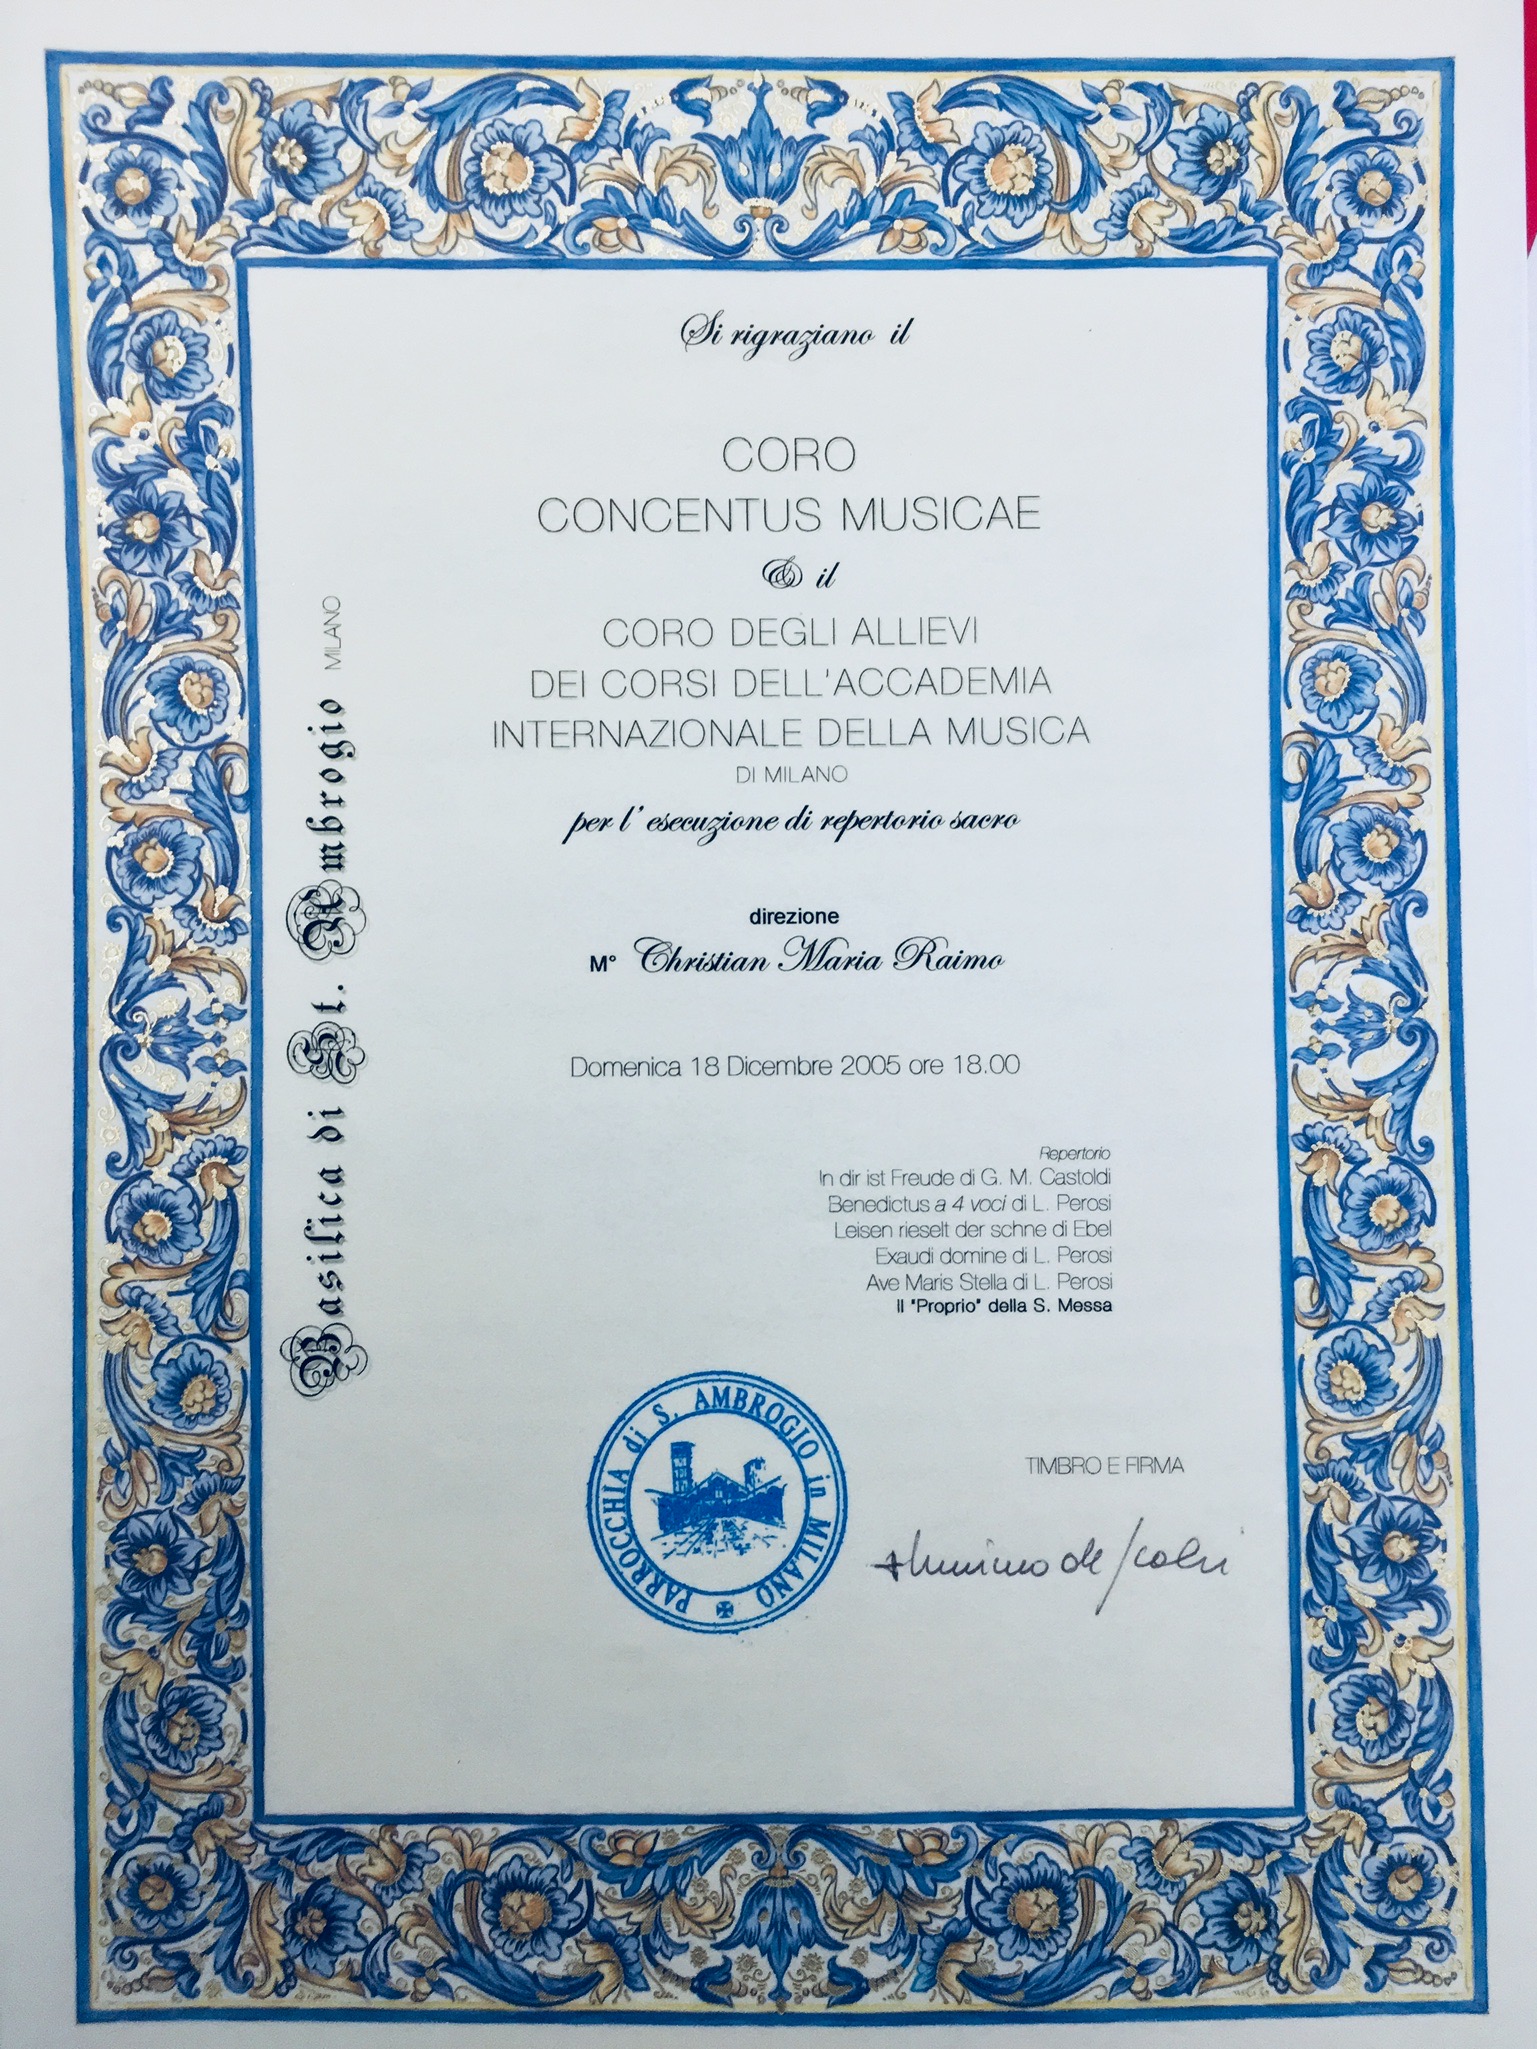 Si rigraziano il
CORO
CONCENTUS MUSICAE
& il
CORO DEGLI ALLIEVI
DEI CORSI DELL'ACCADEMIA
INTERNAZIONALE DELLA MUSICA
DI MILANO
per l' esecuzione di repertorio sacro
direzione
M° Christian Maria Raimo
Domenica 18 Dicembre 2005 ore 18.00
Repertorio
In dir ist Freude di G. M. Castoldi
Benedictus a 4 voci di L. Perosi
Leisen rieselt der schne di Ebel
Exaudi domine di L. Perosi
Ave Maris Stella di L. Perosi
Il "Proprio" della S. Messa
Basilica di St. Ambrogio MILANO
PARROCCHIA di S. AMBROGIO in MILANO
TIMBRO E FIRMA